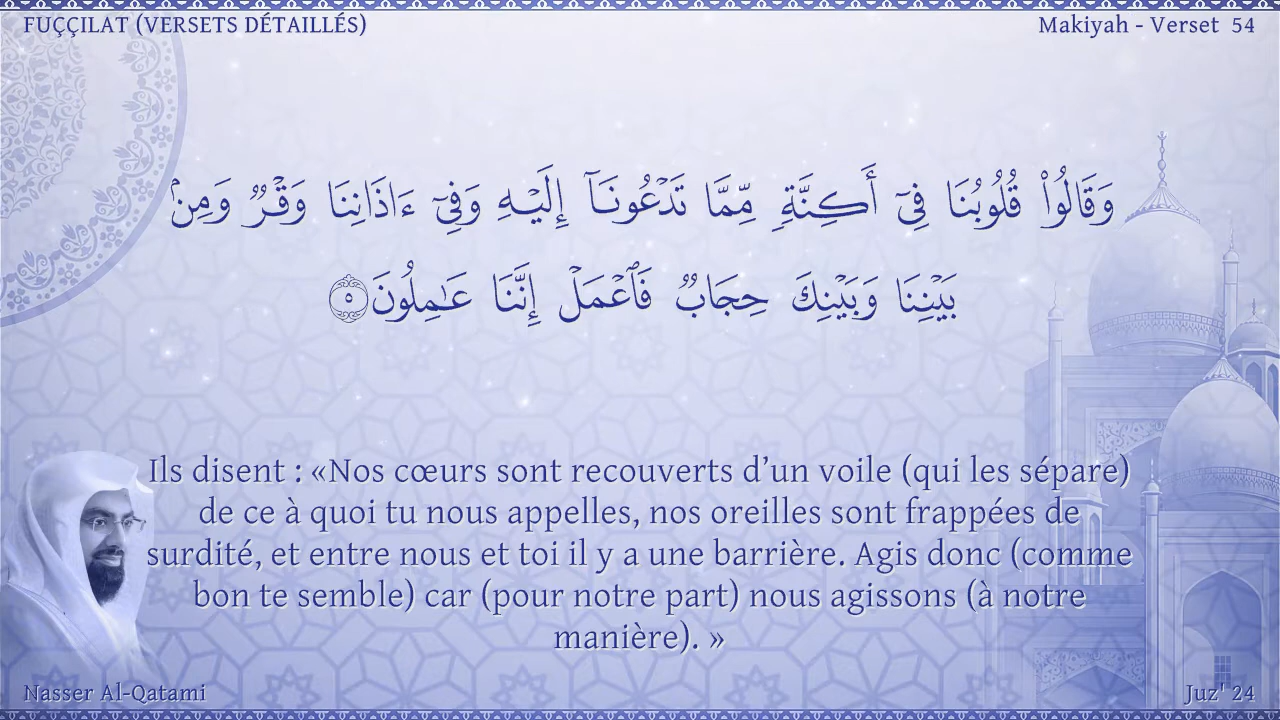 FUÇÇILAT (VERSETS DÉTAILLÉS)
Makiyah - Verset 54
وَقَالُوا۟ قُلُوبُنَا فِىٓ أَكِنَّةٍۢ مِّمَّا تَدْعُونَآ إِلَيْهِ وَفِىٓ ءَاذَانِنَا وَقْرٌۭ وَمِنۢ
بَيْنِنَا وَبَيْنِكَ حِجَابٌۭ فَٱعْمَلْ إِنَّنَا عَـٰمِلُونَ ٥
Ils disent : «Nos cœurs sont recouverts d’un voile (qui les sépare)
de ce à quoi tu nous appelles, nos oreilles sont frappées de
surdité, et entre nous et toi il y a une barrière. Agis donc (comme
bon te semble) car (pour notre part) nous agissons (à notre
manière). »
Nasser Al-Qatami
Juz' 24